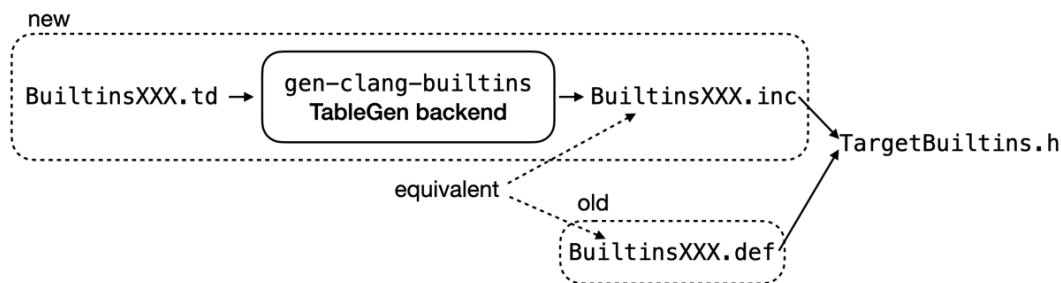 new
BuiltinsXXX.td
gen-clang-builtins
TableGen backend
BuiltinsXXX.inc
TargetBuiltins.h
equivalent
old
BuiltinsXXX.def